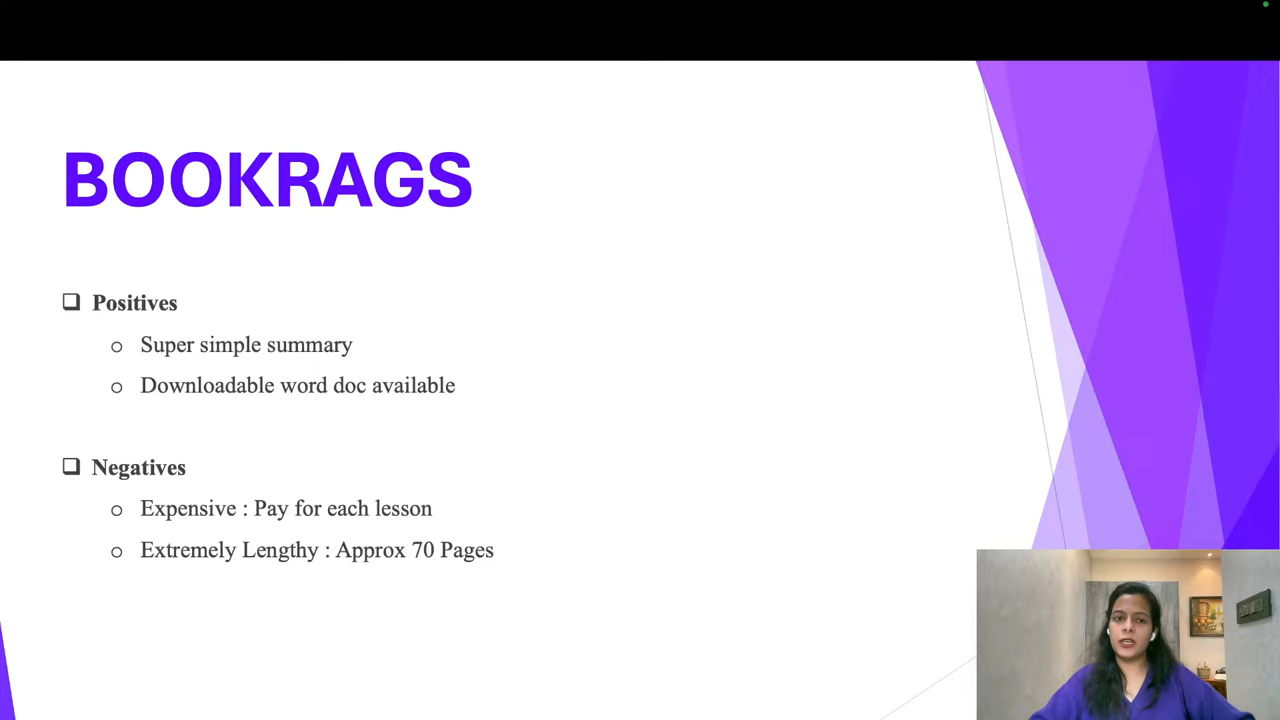 BOOKRAGS
Positives
Super simple summary
Downloadable word doc available
Negatives
Expensive : Pay for each lesson
Extremely Lengthy : Approx 70 Pages